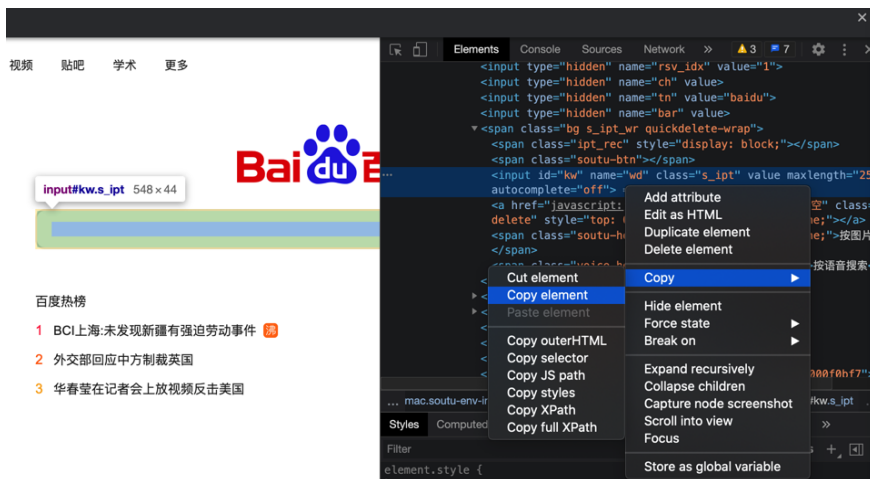 视频 贴吧 学术 更多
Bai du 百
input#kw.s_ipt 548 × 44
百度热榜
1 BCI上海:未发现新疆有强迫劳动事件 沸
2 外交部回应中方制裁英国
3 华春莹在记者会上放视频反击美国
Elements Console Sources Network » 3 7
<input type="hidden" name="rsv_idx" value="1">
<input type="hidden" name="ch" value>
<input type="hidden" name="tn" value="baidu">
<input type="hidden" name="bar" value>
▼<span class="bg s_ipt_wr quickdelete-wrap">
<span class="ipt_rec" style="display: block;"></span>
<span class="soutu-btn"></span>
<input id="kw" name="wd" class="s_ipt" value maxlength="25
autocomplete="off">
<a href="javascript: 空" class=
delete" style="top: ne;"></a>
<span class="soutu-h ne;">按图片
</span>
按语音搜索
000f0bf7">
Add attribute
Edit as HTML
Duplicate element
Delete element
Copy
Hide element
Force state
Break on
Expand recursively
Collapse children
Capture node screenshot
Scroll into view
Focus
Store as global variable
Cut element
Copy element
Paste element
Copy outerHTML
Copy selector
Copy JS path
Copy styles
Copy XPath
Copy full XPath
... mac.soutu-env-in #kw.s_ipt
Styles Computed »
Filter
element.style {